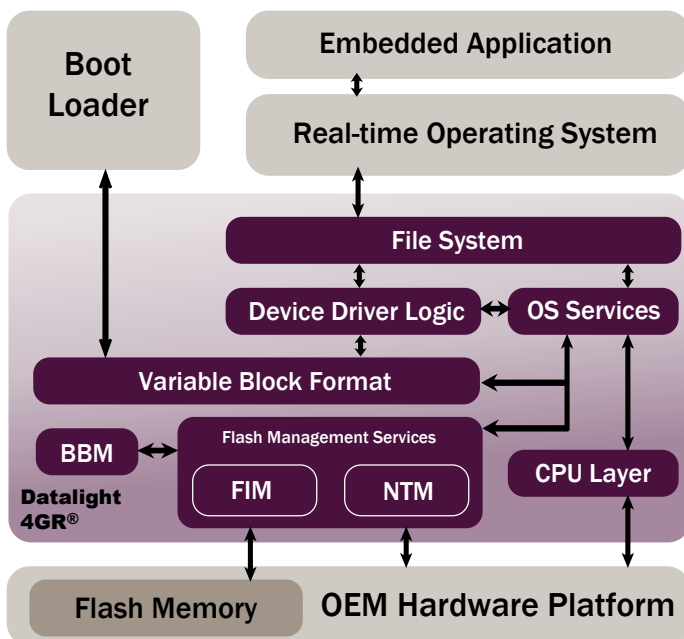 Boot
Loader
Embedded Application
Real-time Operating System
File System
Device Driver Logic
OS Services
Variable Block Format
Flash Management Services
BBM
FIM
NTM
CPU Layer
Datalight
4GR®
Flash Memory
OEM Hardware Platform